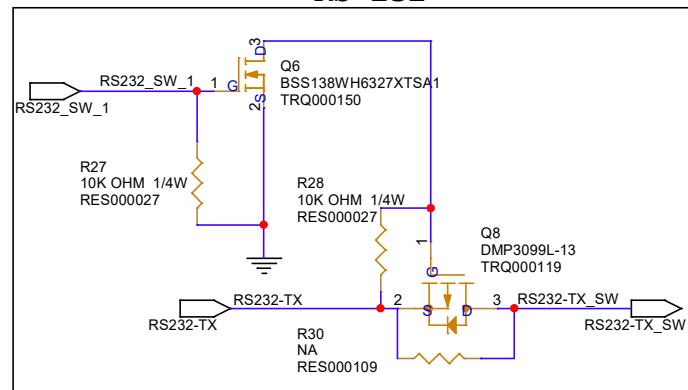 RS-232
3
D
Q6
BSS138WH6327XTSA1
TRQ000150
RS232_SW_1
1
G
S
2
RS232_SW_1
R27
10K OHM 1/4W
RES000027
R28
10K OHM 1/4W
RES000027
1
G
Q8
DMP3099L-13
TRQ000119
RS232-TX
RS232-TX
2
S
D
3
RS232-TX_SW
RS232-TX_SW
R30
NA
RES000109